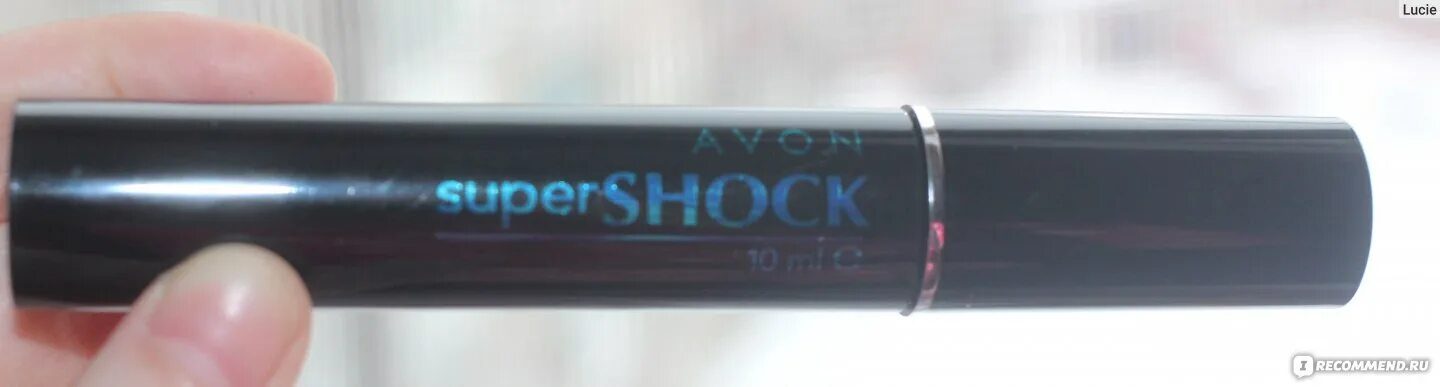 Lucie
AVON
superSHOCK
10 ml e
I RECOMMEND.RU